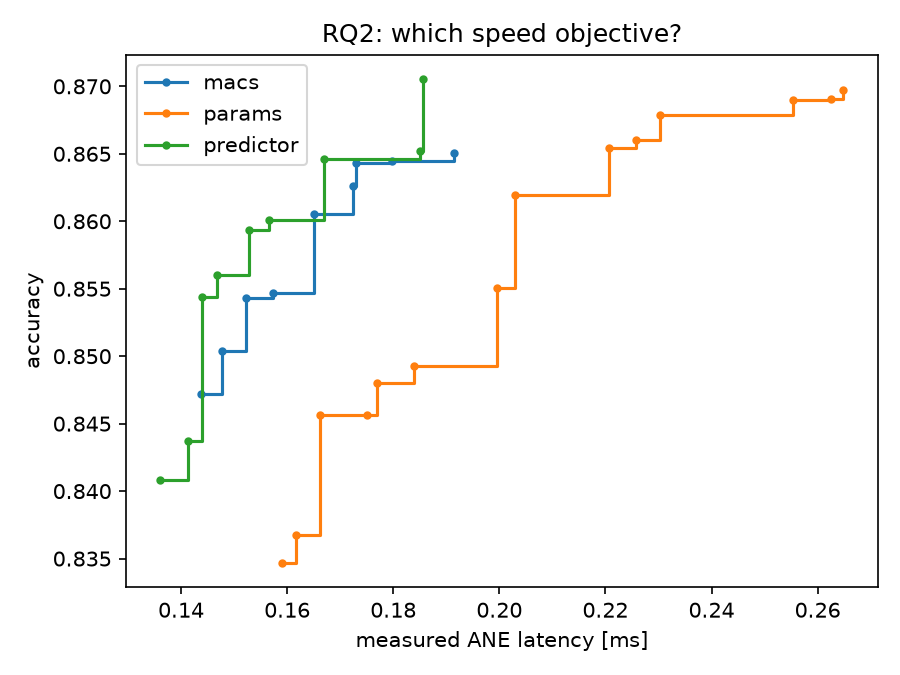 RQ2: which speed objective?
macs
params
predictor
0.870
0.865
0.860
0.855
0.850
0.845
0.840
0.835
accuracy
0.14 0.16 0.18 0.20 0.22 0.24 0.26
measured ANE latency [ms]